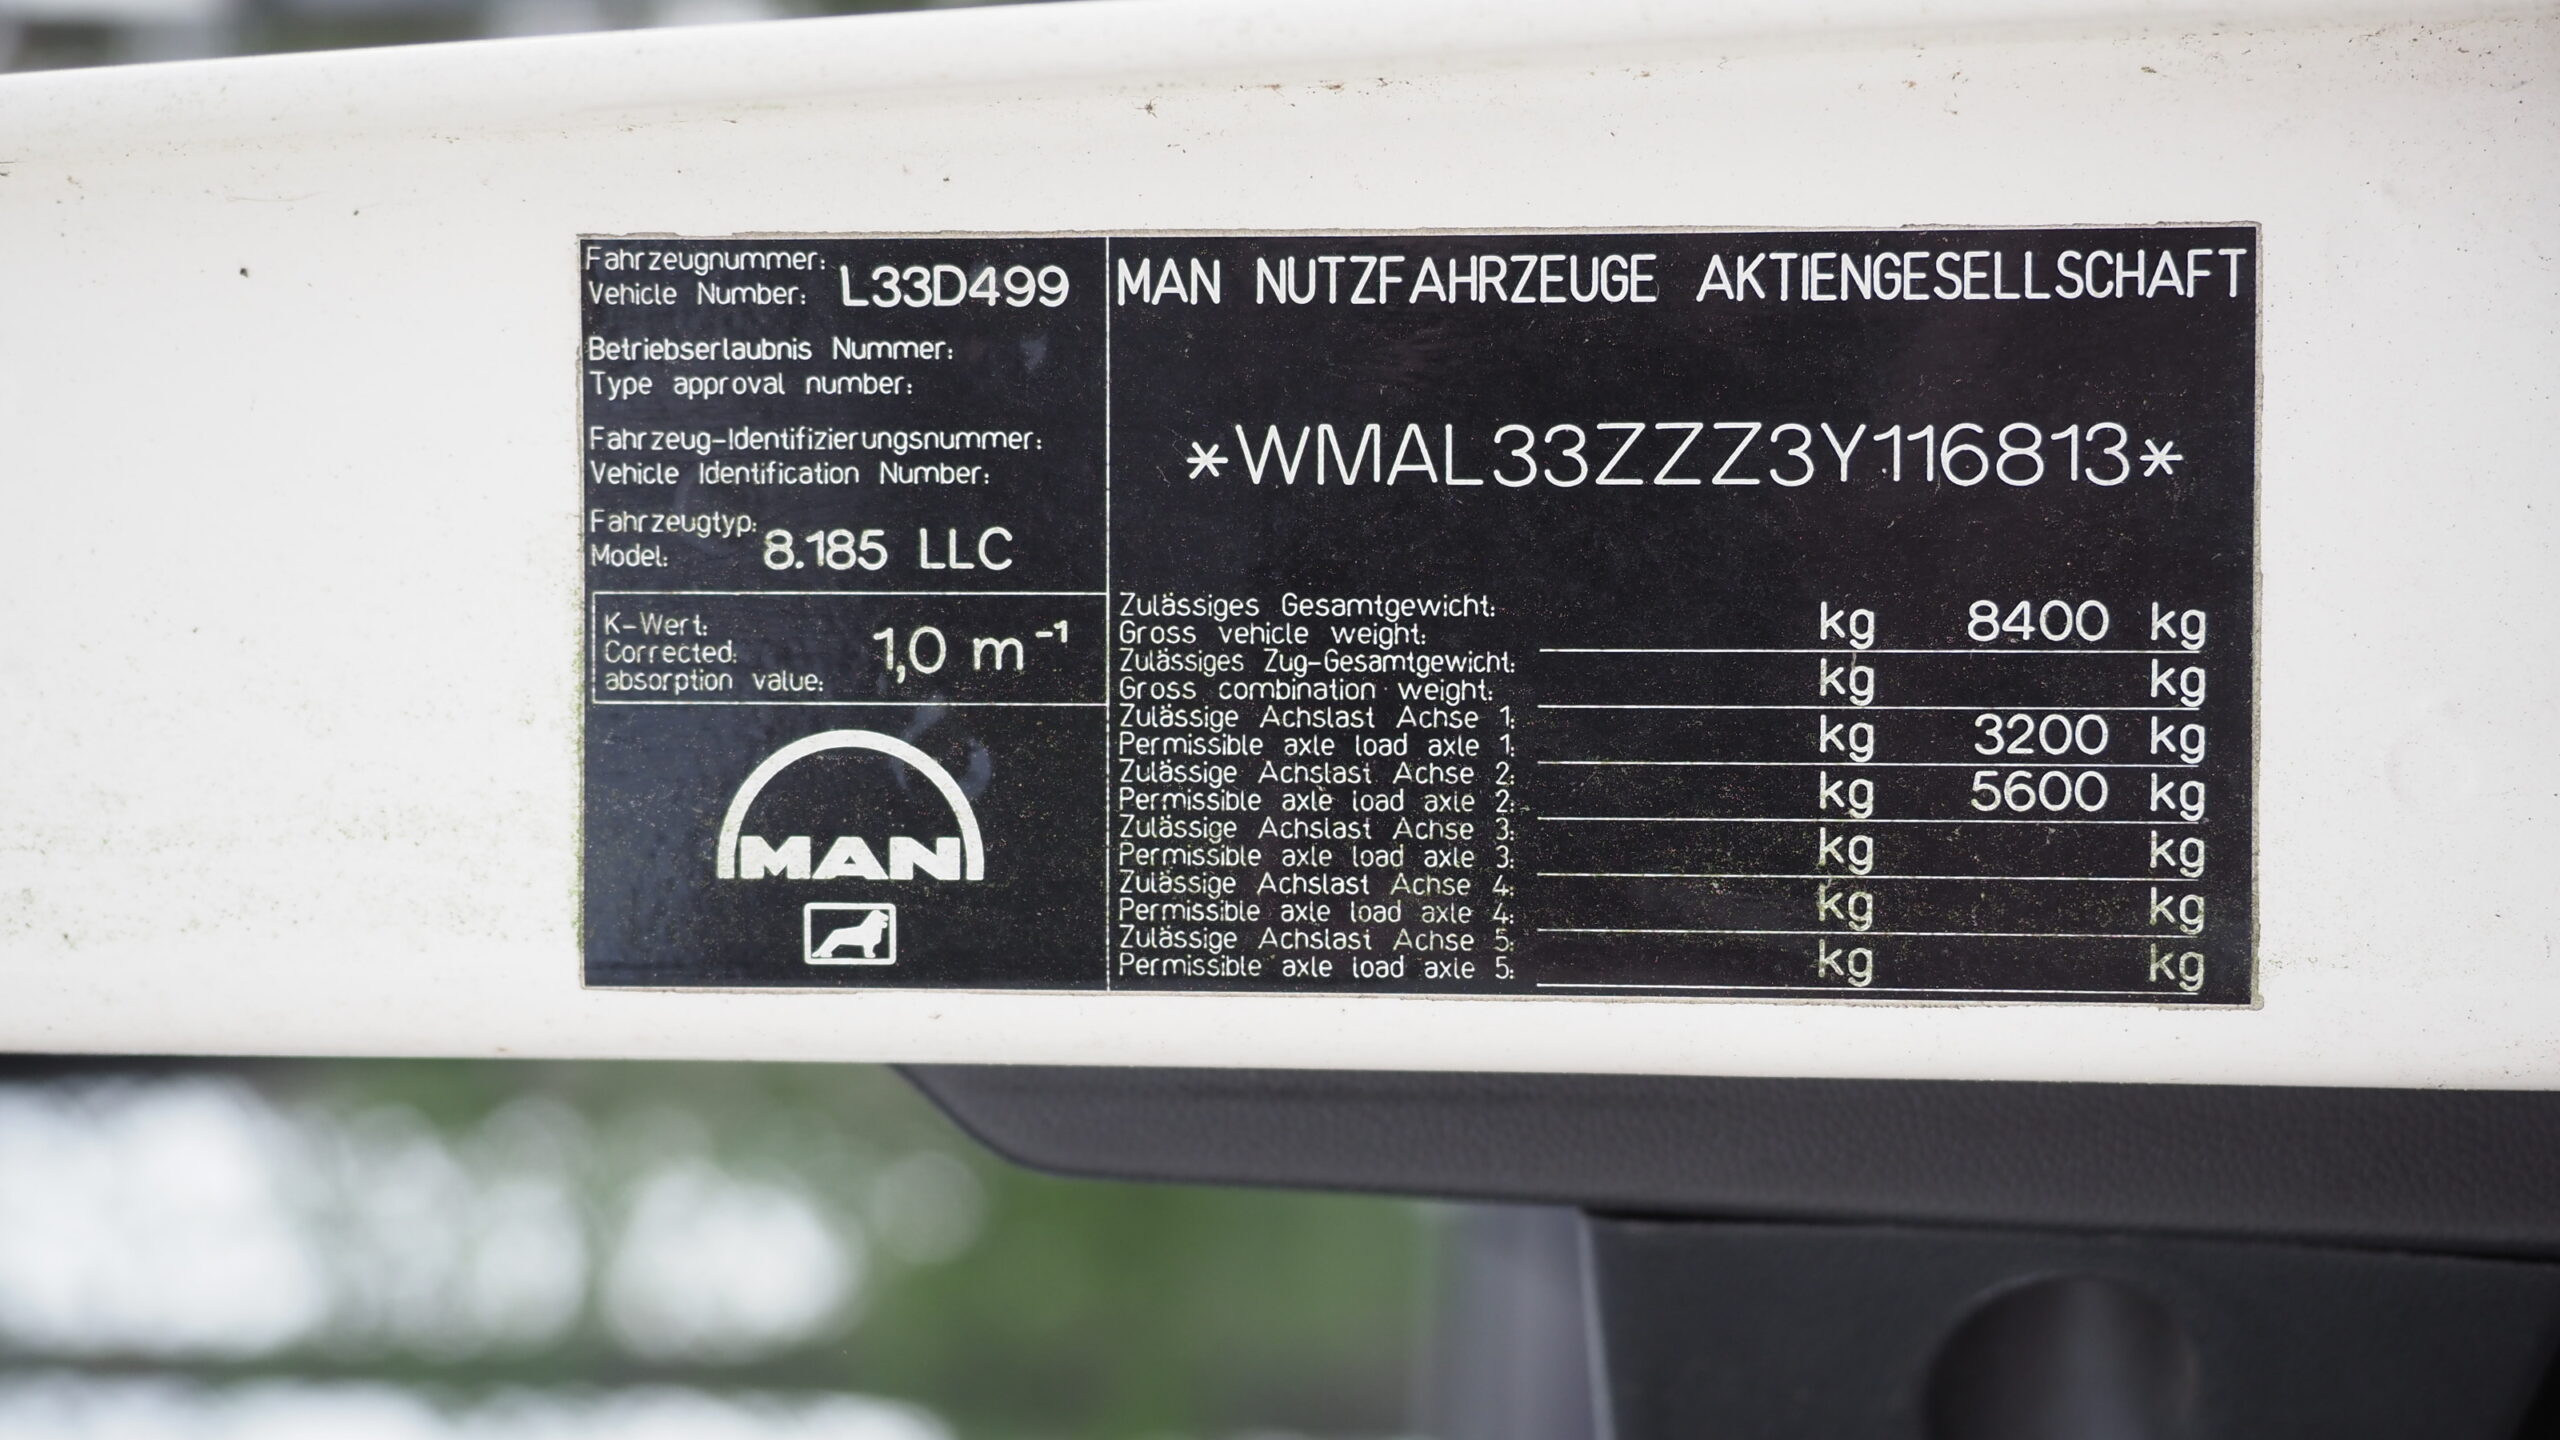 Fahrzeugnummer:
Vehicle Number: L33D499
Betriebserlaubnis Nummer:
Type approval number:
Fahrzeug-Identifizierungsnummer:
Vehicle Identification Number:
Fahrzeugtyp:
Model: 8.185 LLC
K-Wert:
Corrected:
absorption value: 1,0 m⁻¹
MAN
MAN NUTZFAHRZEUGE AKTIENGESELLSCHAFT
*WMAL33ZZZ3Y116813*
Zulässiges Gesamtgewicht:
Gross vehicle weight: kg 8400 kg
Zulässiges Zug-Gesamtgewicht:
Gross combination weight: kg kg
Zulässige Achslast Achse 1:
Permissible axle load axle 1: kg 3200 kg
Zulässige Achslast Achse 2:
Permissible axle load axle 2: kg 5600 kg
Zulässige Achslast Achse 3:
Permissible axle load axle 3: kg kg
Zulässige Achslast Achse 4:
Permissible axle load axle 4: kg kg
Zulässige Achslast Achse 5:
Permissible axle load axle 5: kg kg